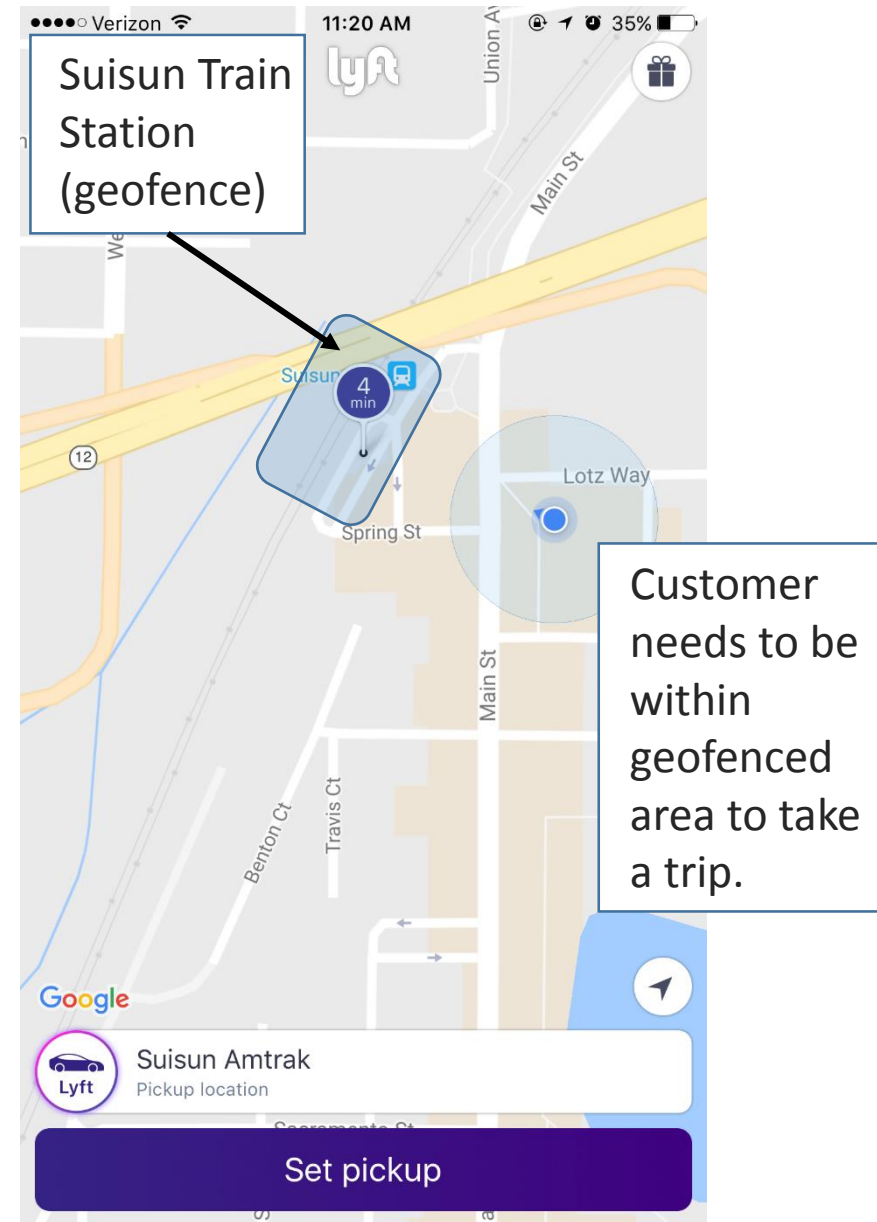 Verizon
11:20 AM
35%
Suisun Train
Station
(geofence)
lyft
Union Av
Main St
We
Suisun
4
min
12
Lotz Way
Spring St
Customer
needs to be
within
geofenced
area to take
a trip.
Main St
Travis Ct
Benton Ct
Google
Lyft
Suisun Amtrak
Pickup location
Set pickup